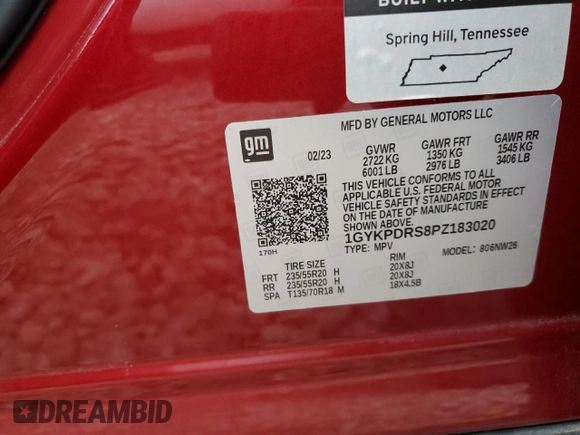 Spring Hill, Tennessee
MFD BY GENERAL MOTORS LLC
gm
02/23
GVWR
2722 KG
6001 LB
GAWR FRT
1350 KG
2976 LB
GAWR RR
1545 KG
3406 LB
THIS VEHICLE CONFORMS TO ALL
APPLICABLE U.S. FEDERAL MOTOR
VEHICLE SAFETY STANDARDS IN EFFECT
ON THE DATE OF MANUFACTURE
1GYKPDRS8PZ183020
TYPE: MPV
MODEL: 806NW26
170H
TIRE SIZE RIM
FRT 235/55R20 H 20X8J
RR 235/55R20 H 20X8J
SPA T135/70R18 M 18X4.5B
DREAMBID